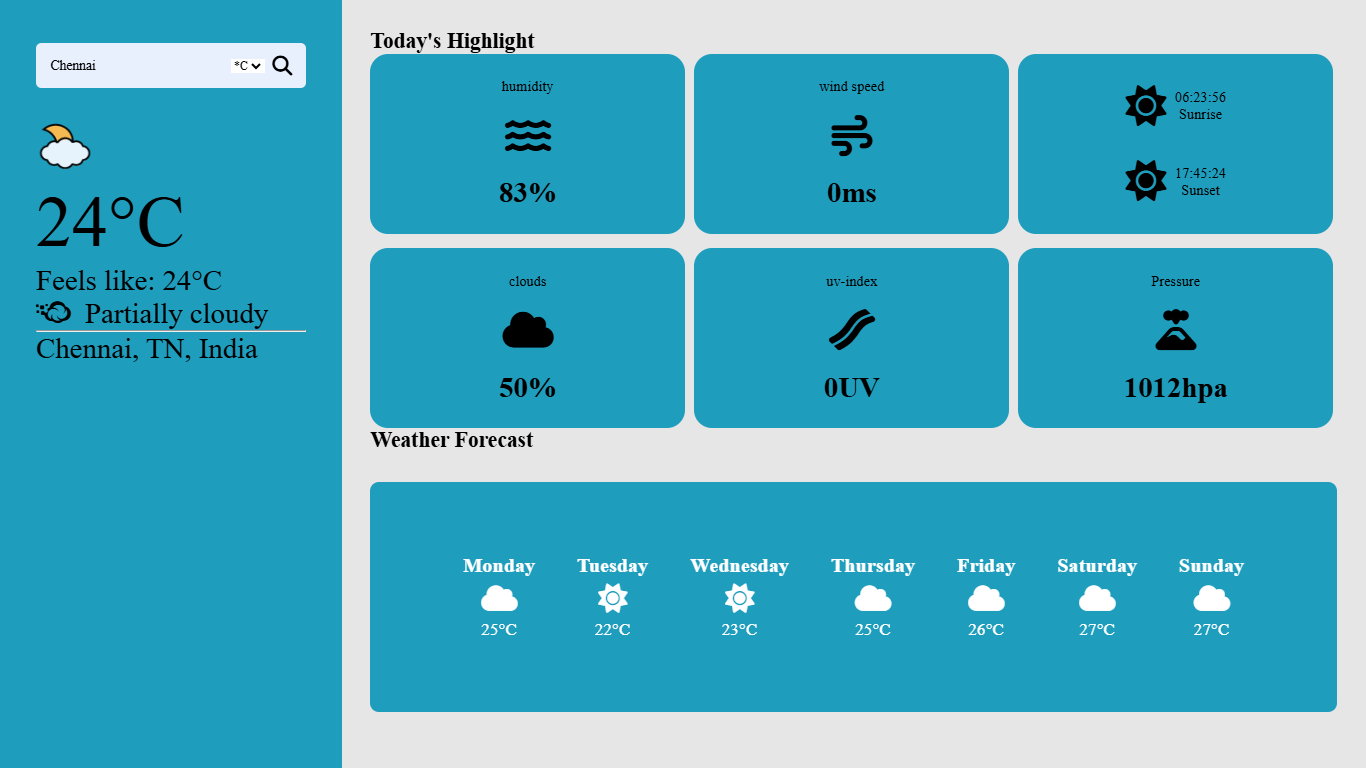 Chennai
*C
24°C
Feels like: 24°C
Partially cloudy
Chennai, TN, India
Today's Highlight
humidity
83%
wind speed
0ms
06:23:56
Sunrise
17:45:24
Sunset
clouds
50%
uv-index
0UV
Pressure
1012hpa
Weather Forecast
Monday Tuesday Wednesday Thursday Friday Saturday Sunday
25°C 22°C 23°C 25°C 26°C 27°C 27°C